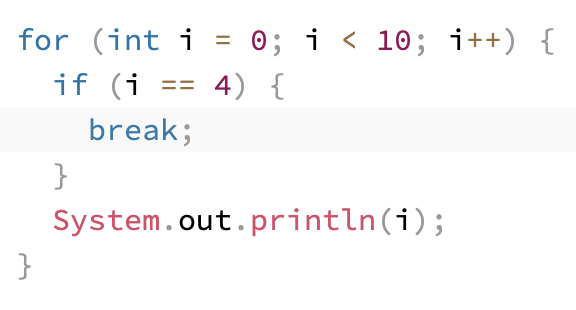 for (int i = 0; i < 10; i++) {
  if (i == 4) {
    break;
  }
  System.out.println(i);
}